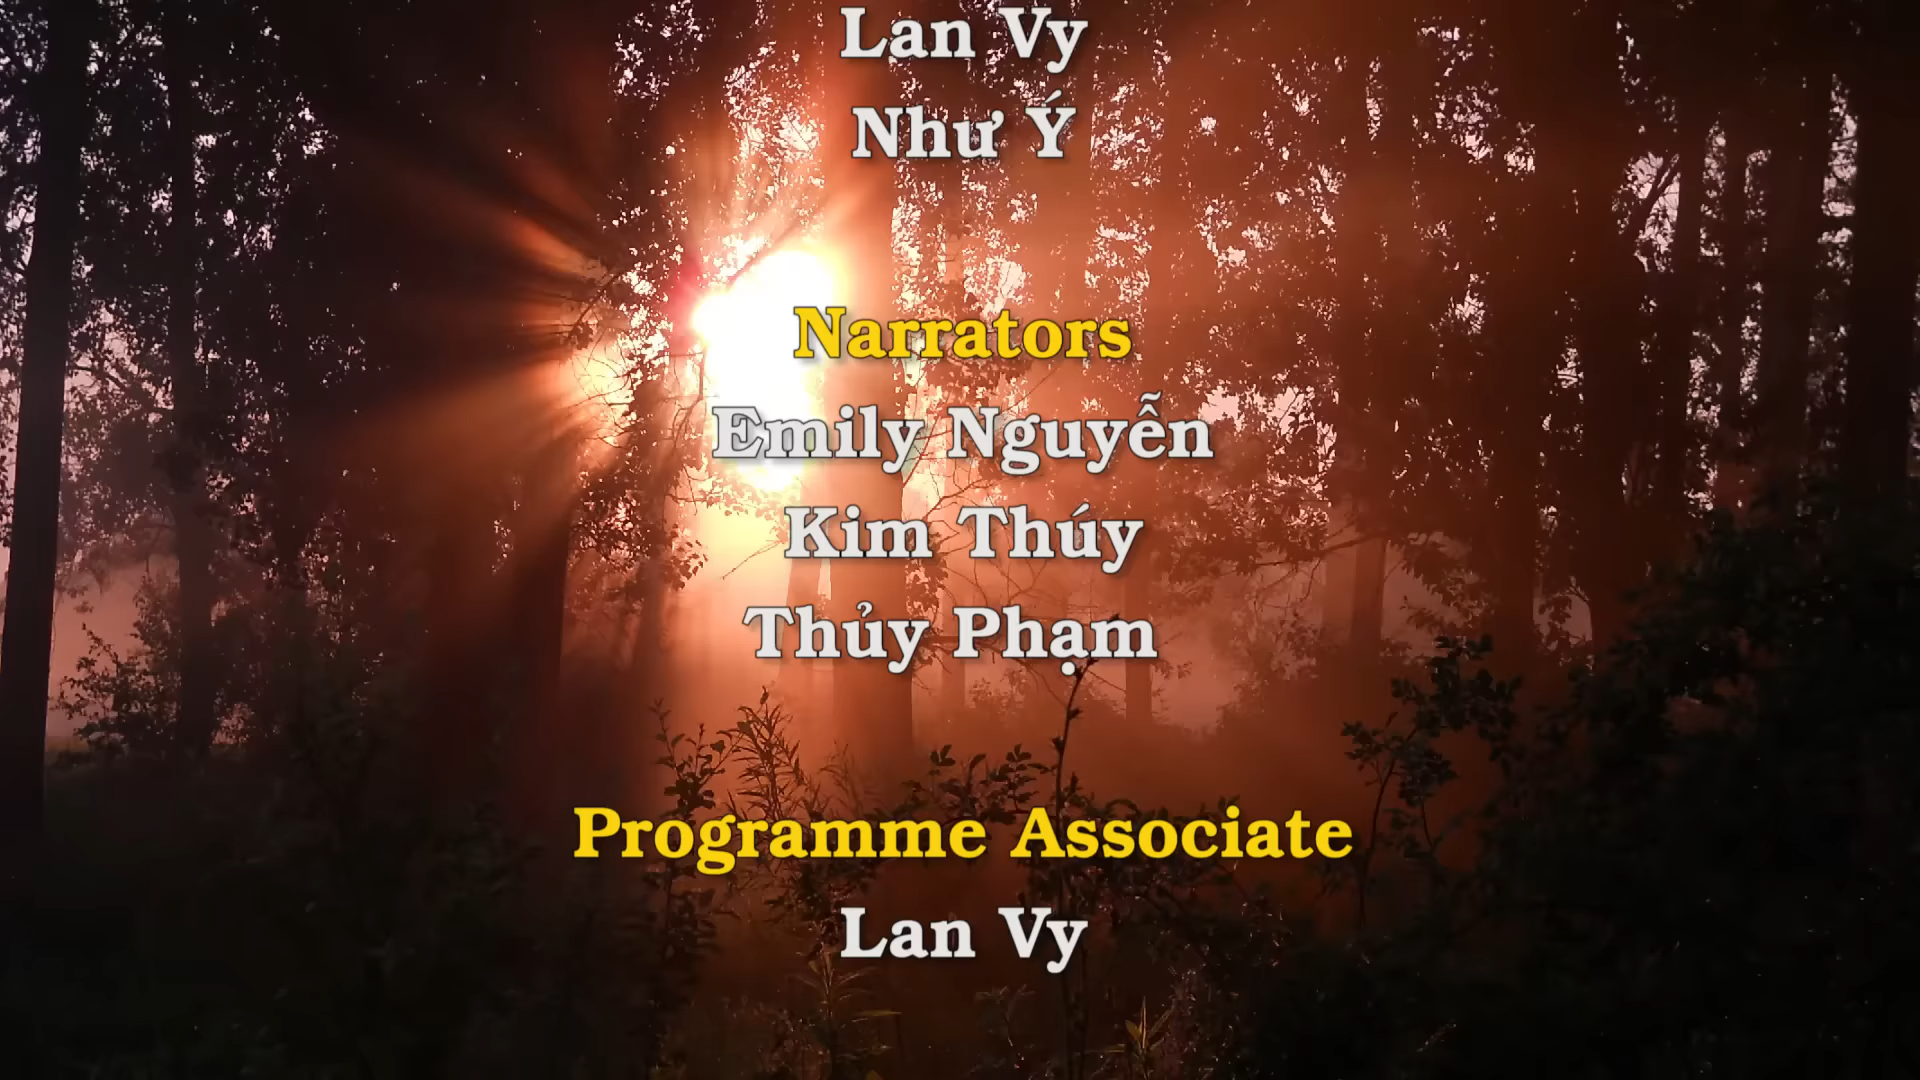 Lan Vy
Như Ý
Narrators
Emily Nguyễn
Kim Thúy
Thủy Phạm
Programme Associate
Lan Vy